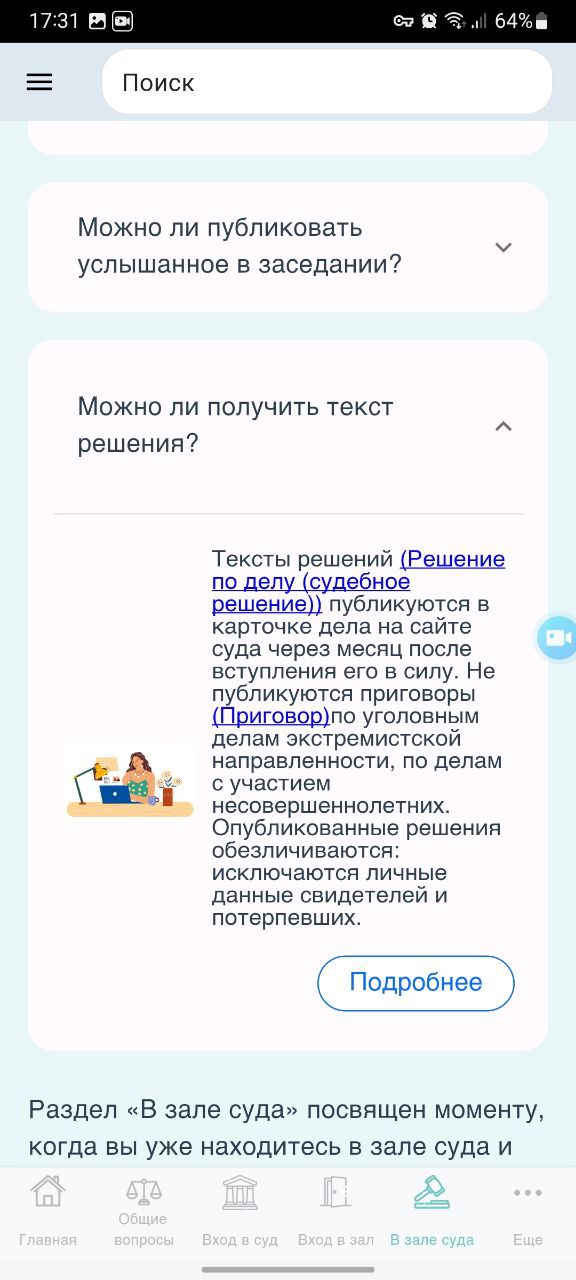 17:31
64%
Поиск
Можно ли публиковать
услышанное в заседании?
Можно ли получить текст
решения?
Тексты решений (Решение
по делу (судебное
решение)) публикуются в
карточке дела на сайте
суда через месяц после
вступления его в силу. Не
публикуются приговоры
(Приговор)по уголовным
делам экстремистской
направленности, по делам
с участием
несовершеннолетних.
Опубликованные решения
обезличиваются:
исключаются личные
данные свидетелей и
потерпевших.
Подробнее
Раздел «В зале суда» посвящен моменту,
когда вы уже находитесь в зале суда и
Главная
Общие
вопросы
Вход в суд
Вход в зал
В зале суда
Еще